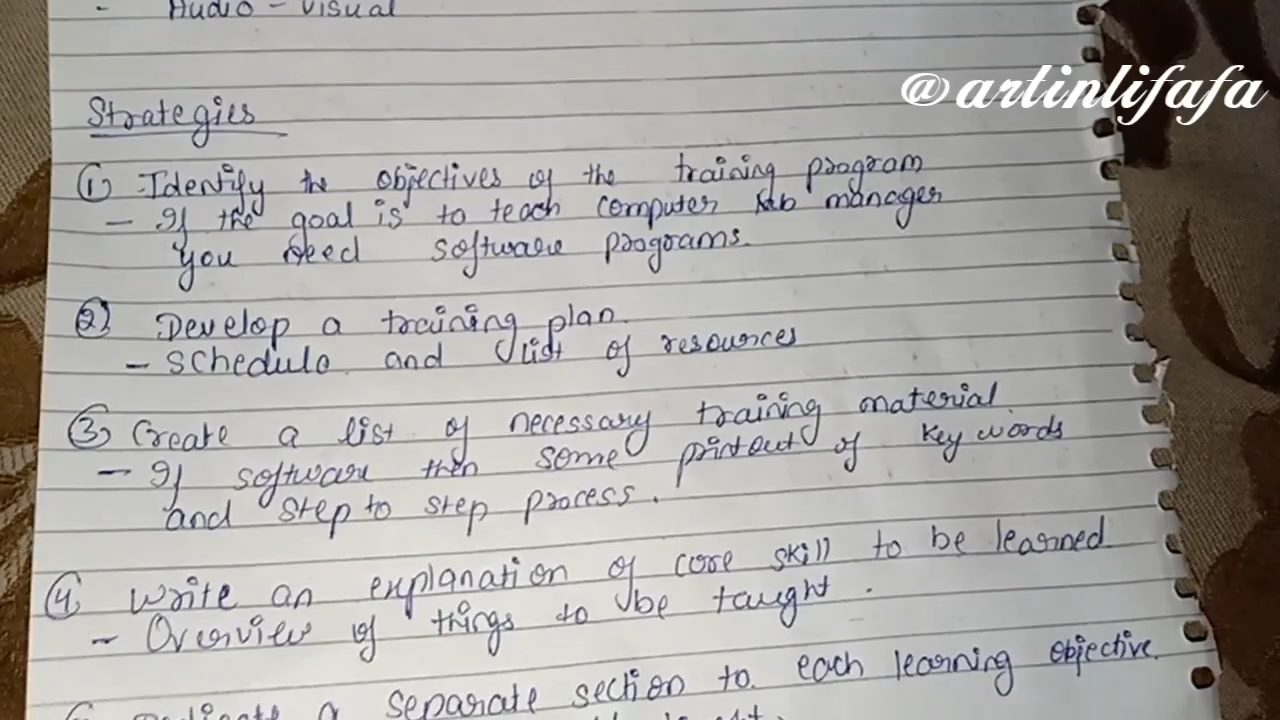 - Audio - Visual
@artinlifafa
Strategies
① Identify the objectives of the training program
- If the goal is to teach computer lab manager
you need software programs.
② Develop a training plan.
- Schedule and list of resources
③ Create a list of necessary training material.
- If software then some printout of key words
and step to step process.
④ Write an explanation of core skill to be learned.
- Overview of things to be taught.
a separate section to each learning objective.